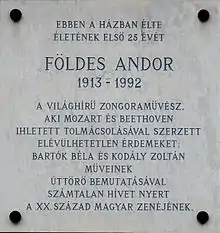 EBBEN A HÁZBAN ÉLTE
ÉLETÉNEK ELSŐ 25 ÉVÉT
FÖLDES ANDOR
1913 - 1992
A VILÁGHÍRŰ ZONGORAMŰVÉSZ,
AKI MOZART ÉS BEETHOVEN
IHLETETT TOLMÁCSOLÁSÁVAL SZERZETT
ELÉVÜLHETETLEN ÉRDEMEKET;
BARTÓK BÉLA ÉS KODÁLY ZOLTÁN
MŰVEINEK
ÚTTÖRŐ BEMUTATÁSÁVAL
SZÁMTALAN HÍVET NYERT
A XX. SZÁZAD MAGYAR ZENÉJÉNEK.